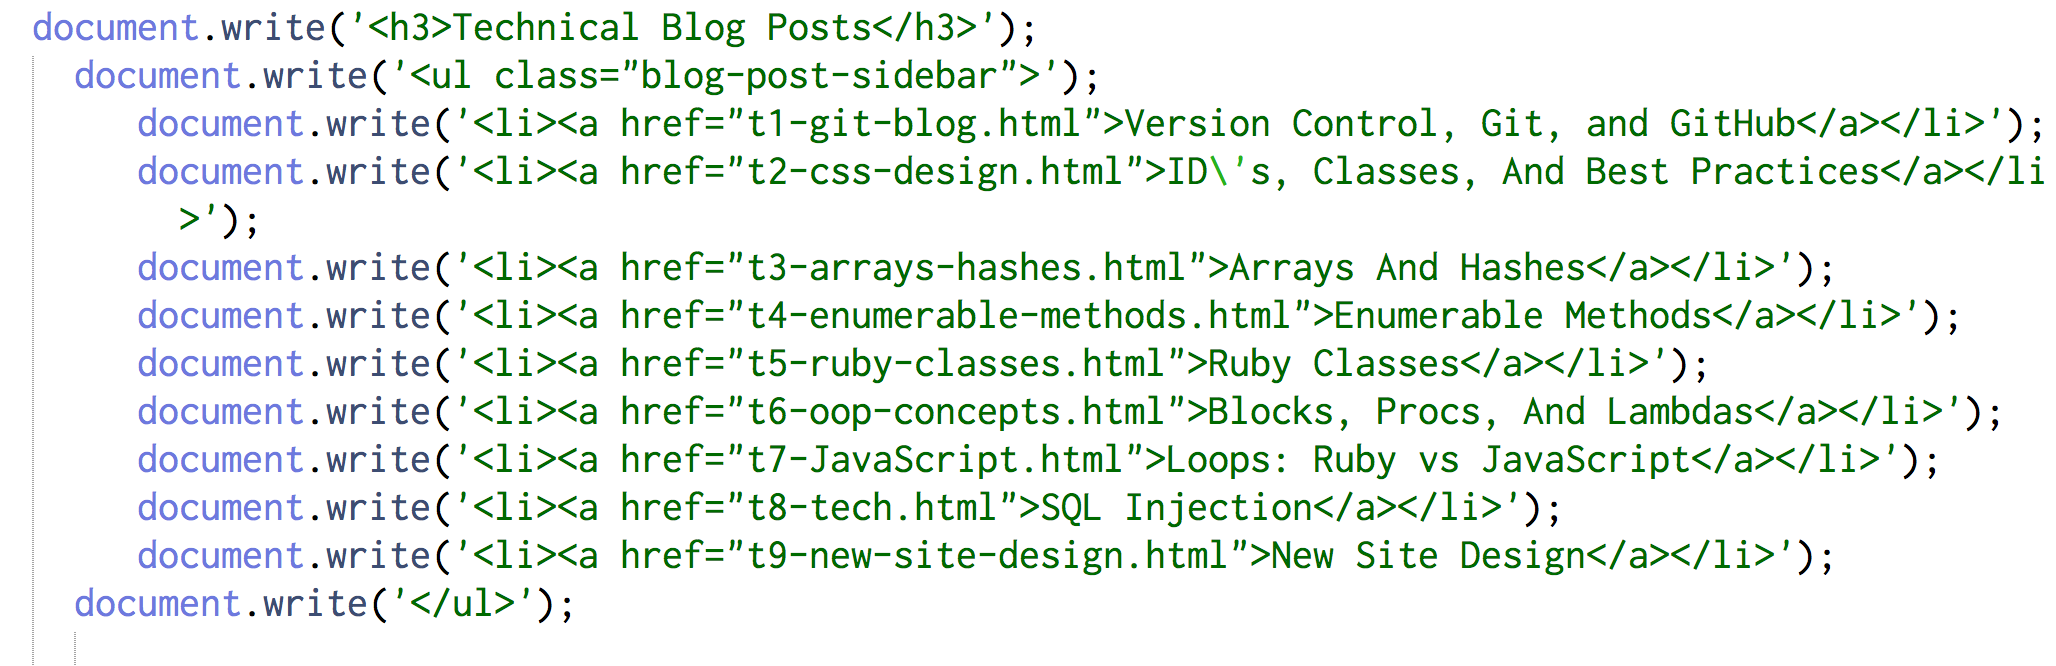 document.write('<h3>Technical Blog Posts</h3>');
document.write('<ul class="blog-post-sidebar">');
document.write('<li><a href="t1-git-blog.html">Version Control, Git, and GitHub</a></li>');
document.write('<li><a href="t2-css-design.html">ID\'s, Classes, And Best Practices</a></li
>');
document.write('<li><a href="t3-arrays-hashes.html">Arrays And Hashes</a></li>');
document.write('<li><a href="t4-enumerable-methods.html">Enumerable Methods</a></li>');
document.write('<li><a href="t5-ruby-classes.html">Ruby Classes</a></li>');
document.write('<li><a href="t6-oop-concepts.html">Blocks, Procs, And Lambdas</a></li>');
document.write('<li><a href="t7-JavaScript.html">Loops: Ruby vs JavaScript</a></li>');
document.write('<li><a href="t8-tech.html">SQL Injection</a></li>');
document.write('<li><a href="t9-new-site-design.html">New Site Design</a></li>');
document.write('</ul>');